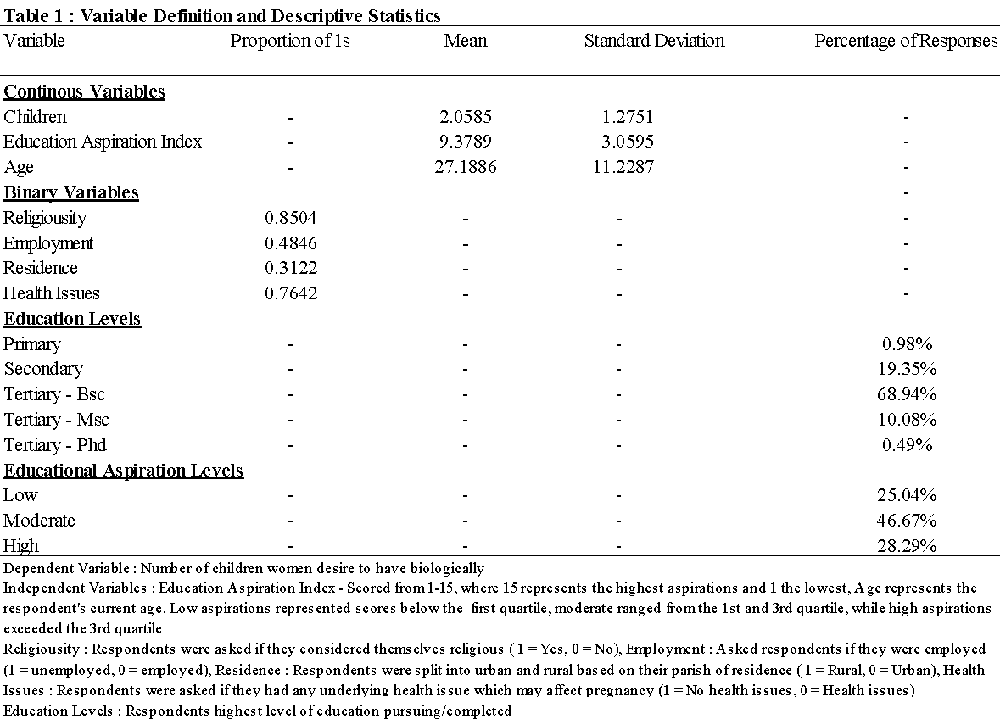 Table 1 : Variable Definition and Descriptive Statistics
Variable Proportion of 1s Mean Standard Deviation Percentage of Responses
Continous Variables
Children - 2.0585 1.2751 -
Education Aspiration Index - 9.3789 3.0595 -
Age - 27.1886 11.2287 -
Binary Variables -
Religiousity 0.8504 - - -
Employment 0.4846 - - -
Residence 0.3122 - - -
Health Issues 0.7642 - - -
Education Levels
Primary - - - 0.98%
Secondary - - - 19.35%
Tertiary - Bsc - - - 68.94%
Tertiary - Msc - - - 10.08%
Tertiary - Phd - - - 0.49%
Educational Aspiration Levels
Low - - - 25.04%
Moderate - - - 46.67%
High - - - 28.29%
Dependent Variable : Number of children women desire to have biologically
Independent Variables : Education Aspiration Index - Scored from 1-15, where 15 represents the highest aspirations and 1 the lowest, Age represents the
respondent's current age. Low aspirations represented scores below the first quartile, moderate ranged from the 1st and 3rd quartile, while high aspirations
exceeded the 3rd quartile
Religiousity : Respondents were asked if they considered themselves religious ( 1 = Yes, 0 = No), Employment : Asked respondents if they were employed
(1 = unemployed, 0 = employed), Residence : Respondents were split into urban and rural based on their parish of residence ( 1 = Rural, 0 = Urban), Health
Issues : Respondents were asked if they had any underlying health issue which may affect pregnancy (1 = No health issues, 0 = Health issues)
Education Levels : Respondents highest level of education pursuing/completed